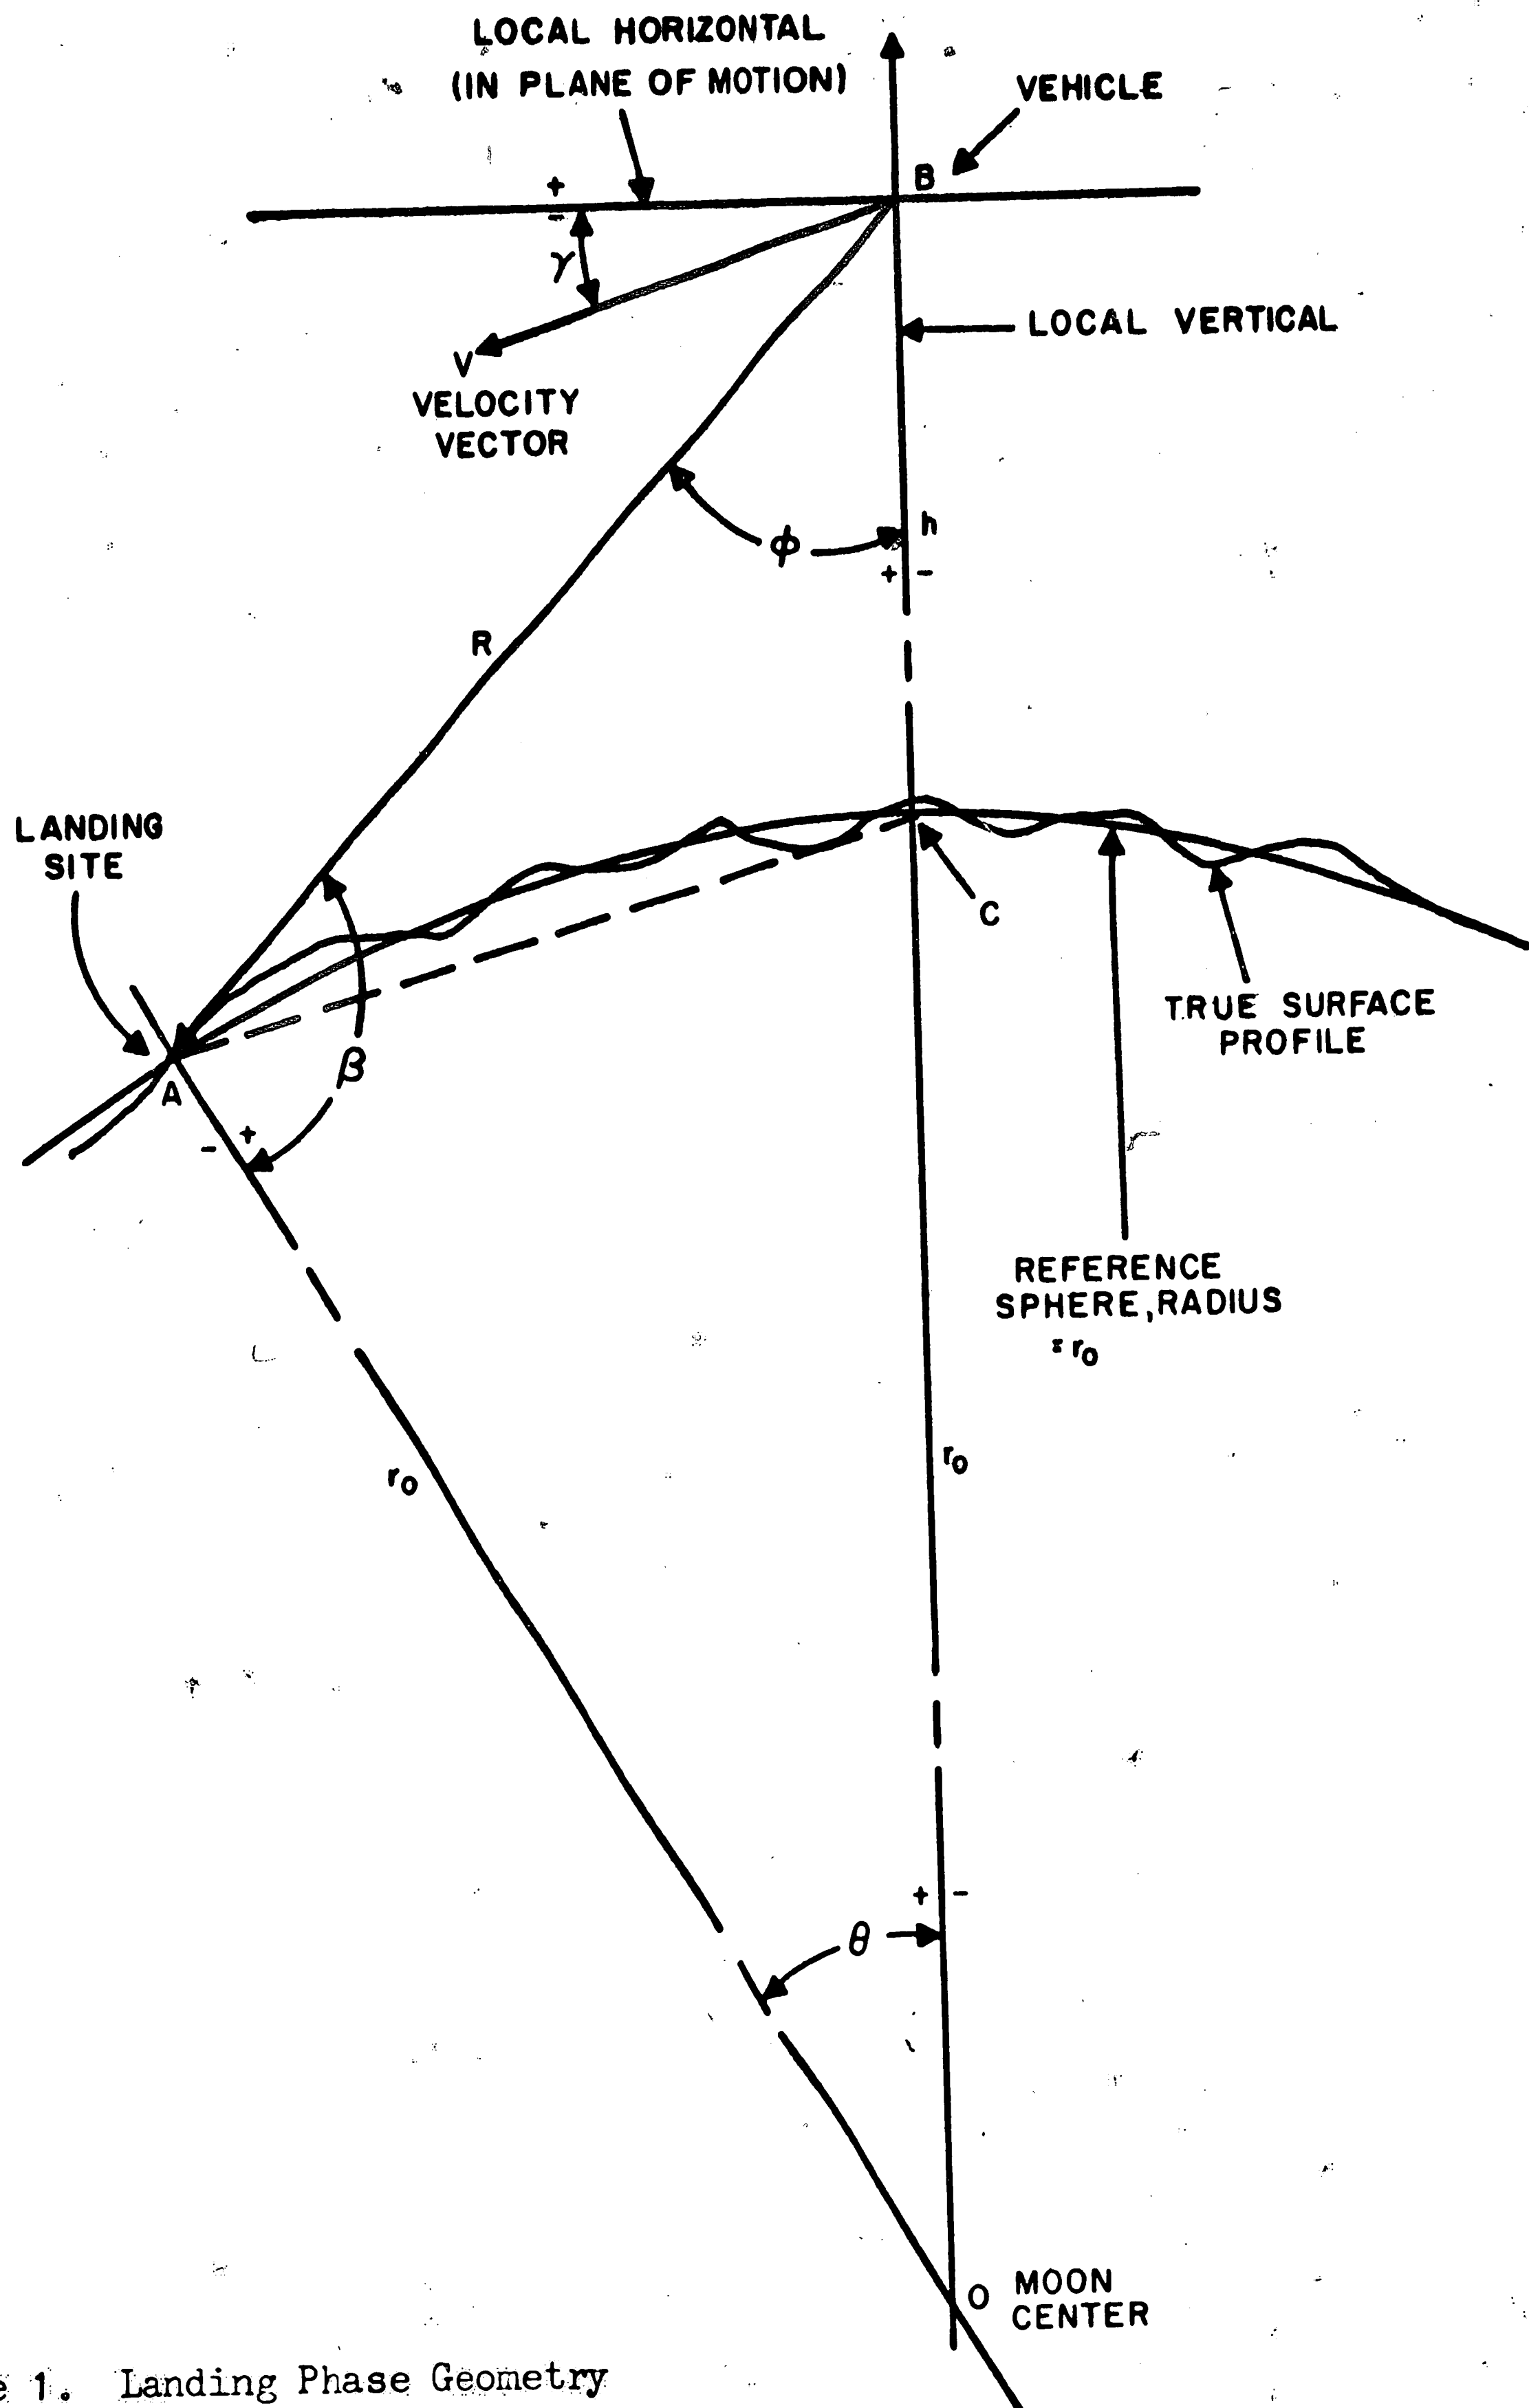 LOCAL HORIZONTAL
(IN PLANE OF MOTION)
VEHICLE
B
+
-
γ
LOCAL VERTICAL
V
VELOCITY
VECTOR
h
φ
+ -
R
LANDING
SITE
C
TRUE SURFACE
PROFILE
β
A
- +
REFERENCE
SPHERE, RADIUS
= r₀
r₀
r₀
+ -
θ
O MOON
CENTER
e 1. Landing Phase Geometry